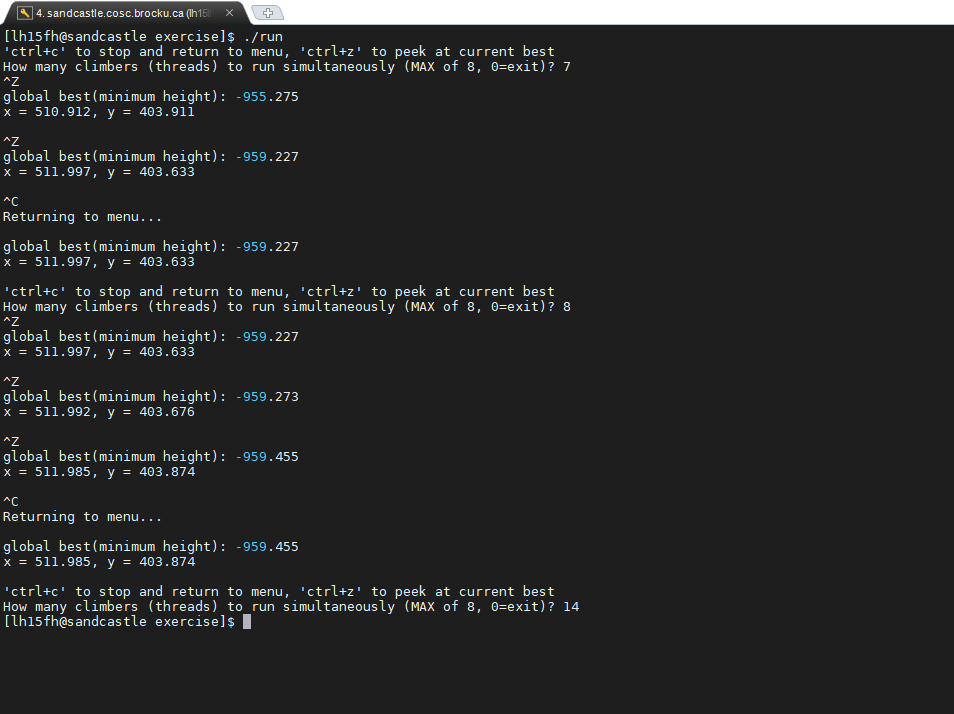 4. sandcastle.cosc.brocku.ca (lh15
[lh15fh@sandcastle exercise]$ ./run
'ctrl+c' to stop and return to menu, 'ctrl+z' to peek at current best
How many climbers (threads) to run simultaneously (MAX of 8, 0=exit)? 7
^Z
global best(minimum height): -955.275
x = 510.912, y = 403.911
^Z
global best(minimum height): -959.227
x = 511.997, y = 403.633
^C
Returning to menu...
global best(minimum height): -959.227
x = 511.997, y = 403.633
'ctrl+c' to stop and return to menu, 'ctrl+z' to peek at current best
How many climbers (threads) to run simultaneously (MAX of 8, 0=exit)? 8
^Z
global best(minimum height): -959.227
x = 511.997, y = 403.633
^Z
global best(minimum height): -959.273
x = 511.992, y = 403.676
^Z
global best(minimum height): -959.455
x = 511.985, y = 403.874
^C
Returning to menu...
global best(minimum height): -959.455
x = 511.985, y = 403.874
'ctrl+c' to stop and return to menu, 'ctrl+z' to peek at current best
How many climbers (threads) to run simultaneously (MAX of 8, 0=exit)? 14
[lh15fh@sandcastle exercise]$